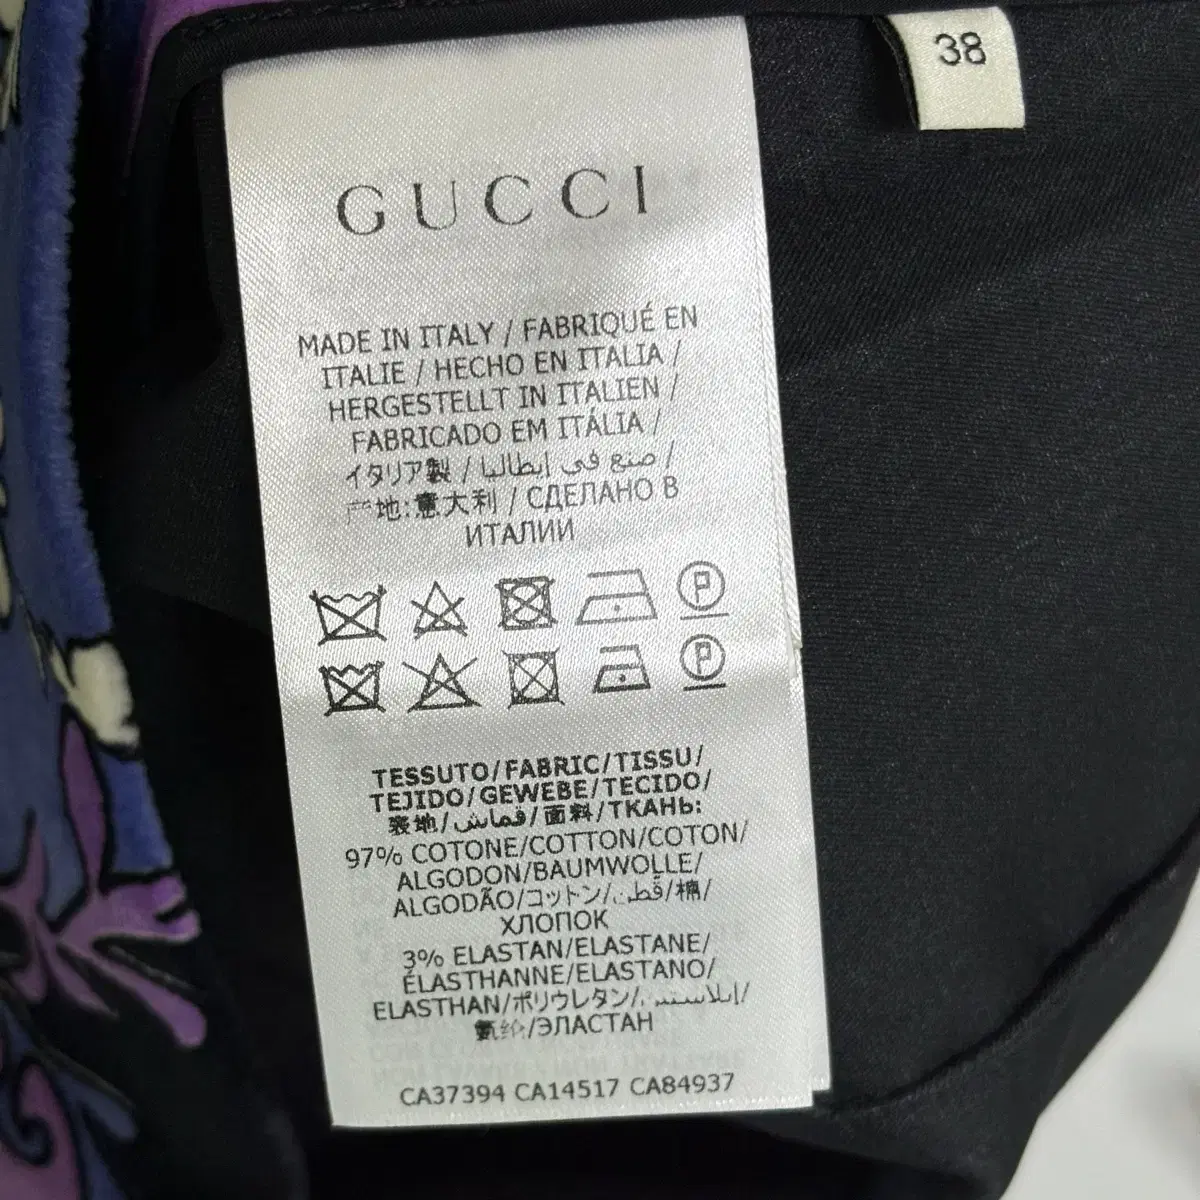 38
GUCCI
MADE IN ITALY / FABRIQUÉ EN
ITALIE / HECHO EN ITALIA /
HERGESTELLT IN ITALIEN /
FABRICADO EM ITÁLIA /
イタリア製 / صنع في إيطاليا /
产地:意大利 / СДЕЛАНО В
ИТАЛИИ
P
P
TESSUTO/FABRIC/TISSU/
TEJIDO/GEWEBE/TECIDO/
表地/قماش/面料/ТКАНЬ:
97% COTONE/COTTON/COTON/
ALGODON/BAUMWOLLE/
ALGODÃO/コットン/قطن/棉/
ХЛОПОК
3% ELASTAN/ELASTANE/
ÉLASTHANNE/ELASTANO/
ELASTHAN/ポリウレタン/إيلاستين/
氨纶/ЭЛАСТАН
CA37394 CA14517 CA84937